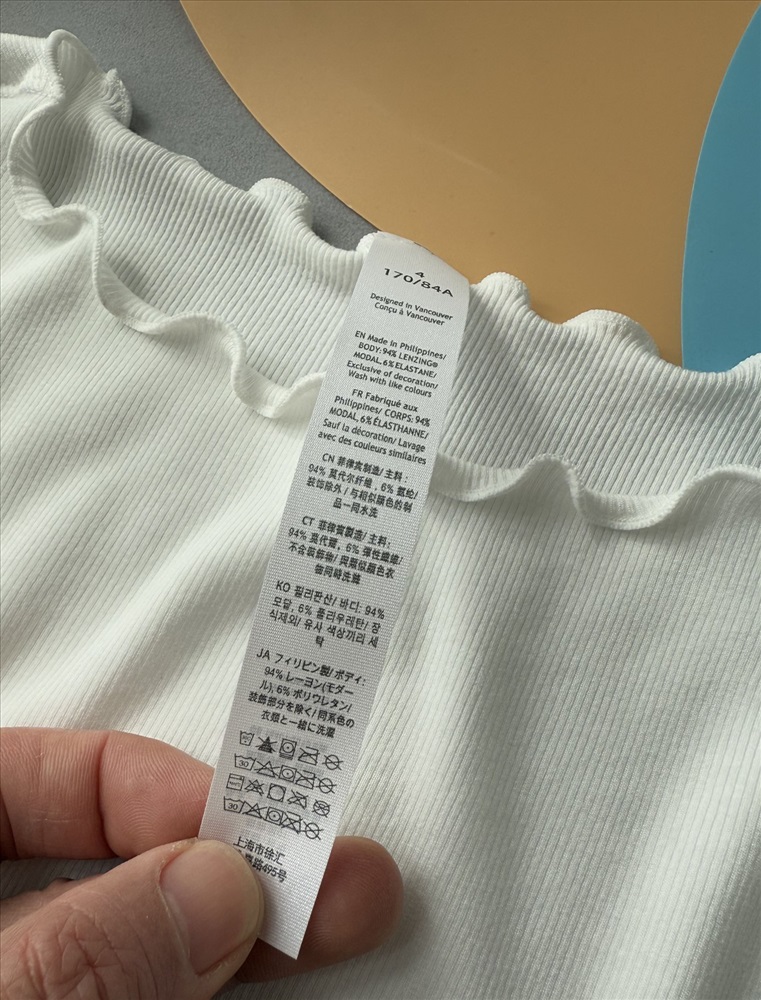 4
170/84A
Designed in Vancouver
Conçu à Vancouver
EN Made in Philippines/
BODY: 94% LENZING®
MODAL, 6% ELASTANE/
Exclusive of decoration/
Wash with like colours
FR Fabriqué aux
Philippines/ CORPS: 94%
MODAL, 6% ÉLASTHANNE/
Sauf la décoration/ Lavage
avec des couleurs similaires
CN 菲律宾制造/ 主料:
94% 莫代尔纤维, 6% 氨纶/
装饰除外 / 与相似颜色的制
品一同水洗
CT 菲律賓製造/ 主料:
94% 莫代爾, 6% 彈性纖維/
不含裝飾物/ 與類似顏色衣
物同時洗滌
KO 필리핀산/ 바디: 94%
모달, 6% 폴리우레탄/ 장
식제외/ 유사 색상끼리 세
탁
JA フィリピン製/ ボディ:
94% レーヨン(モダー
ル), 6% ポリウレタン/
装飾部分を除く/ 同系色の
衣類と一緒に洗濯
30
30
上海市徐汇
路495号